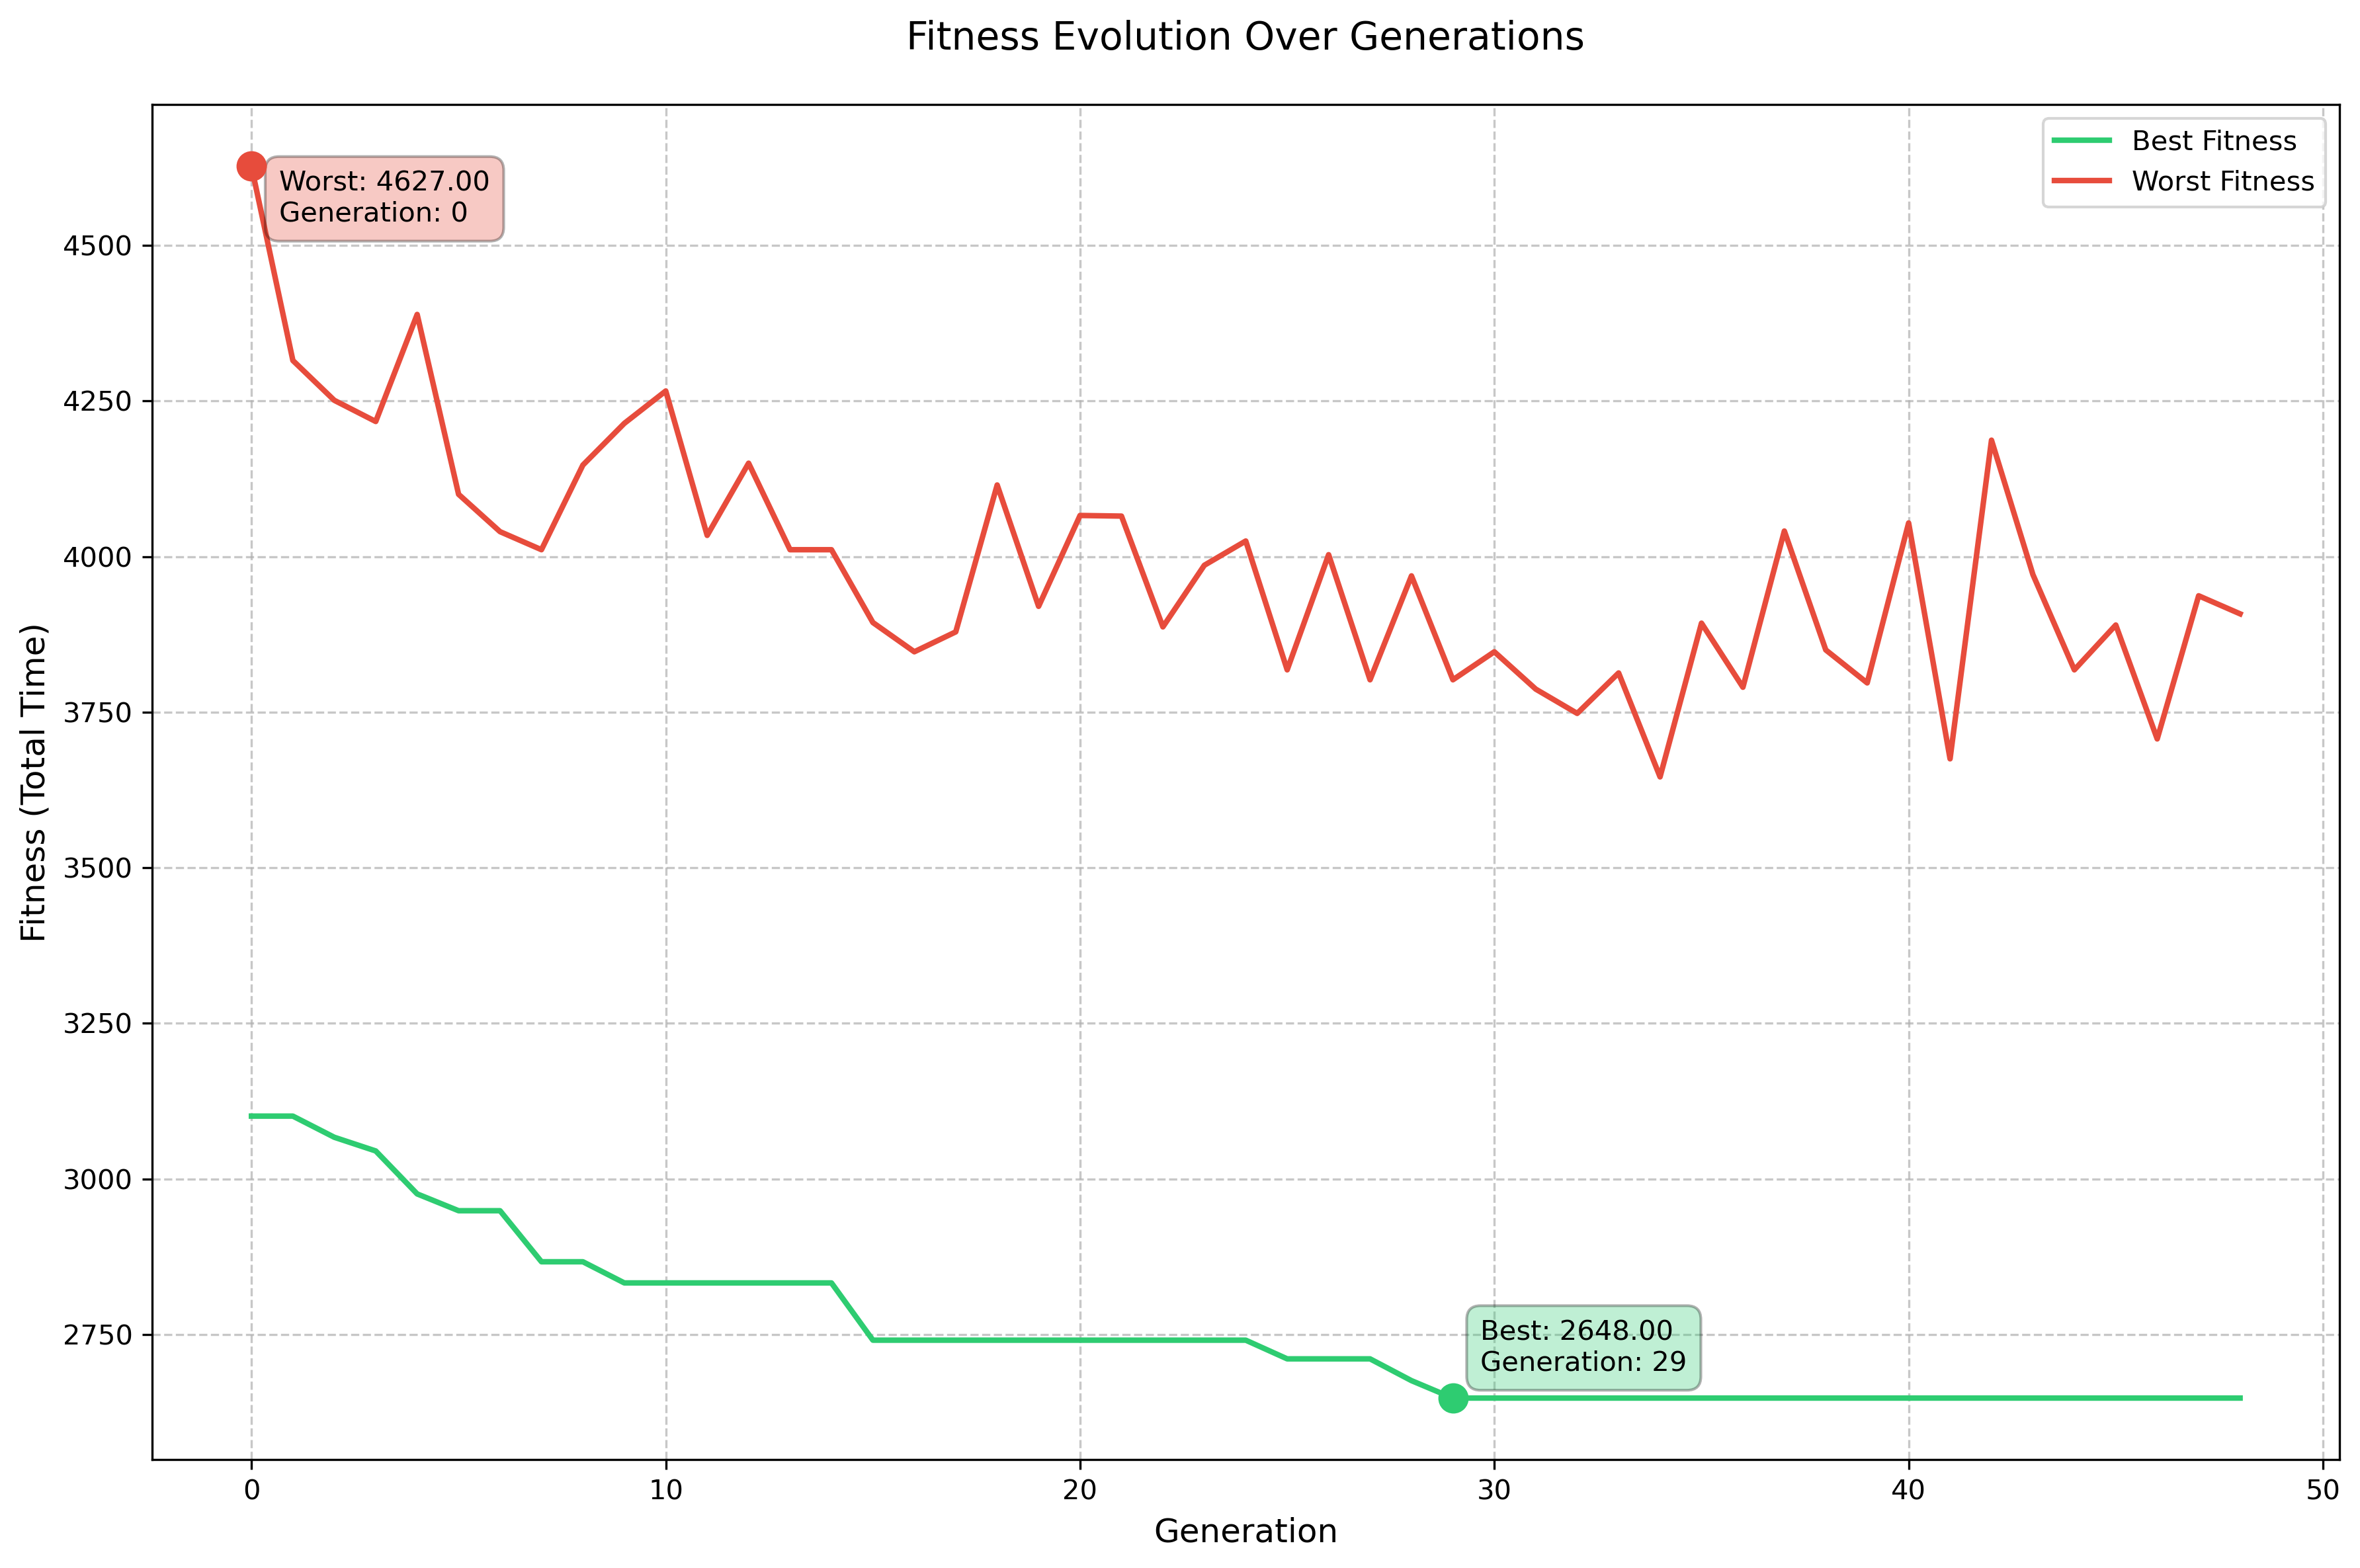 Fitness Evolution Over Generations
Best Fitness
Worst Fitness
Worst: 4627.00
Generation: 0
4500
4250
4000
3750
3500
3250
3000
2750
Fitness (Total Time)
Best: 2648.00
Generation: 29
0
10
20
30
40
50
Generation